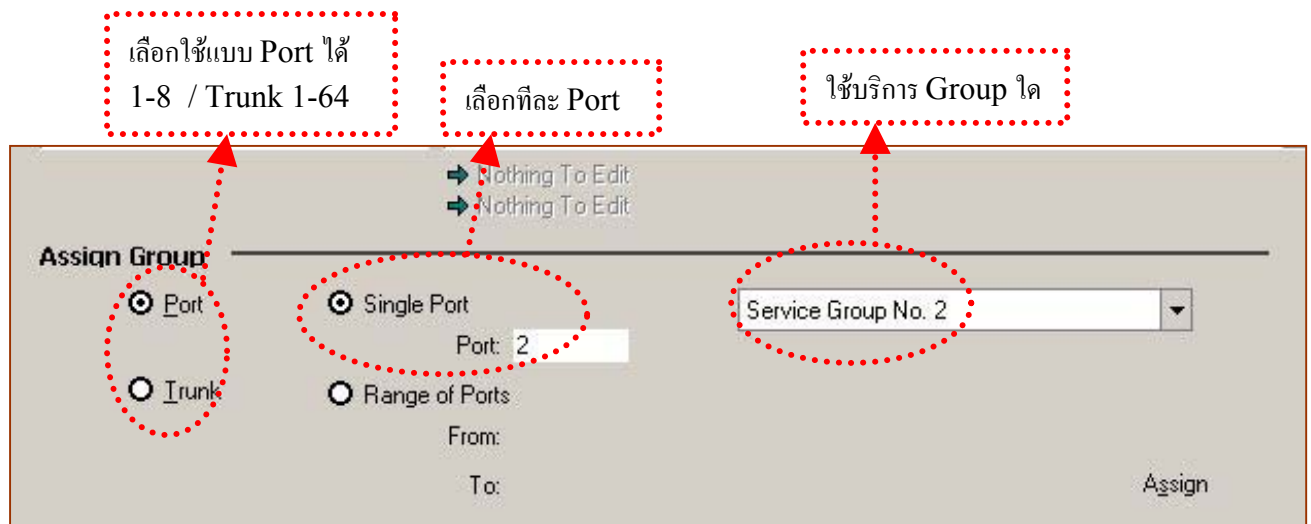 เลือกใช้แบบ Port ได้
1-8 / Trunk 1-64
เลือกทีละ Port
ใช้บริการ Group ใด
Nothing To Edit
Nothing To Edit
Assign Group
Port
Single Port
Service Group No. 2
Port: 2
Trunk
Range of Ports
From:
To:
Assign